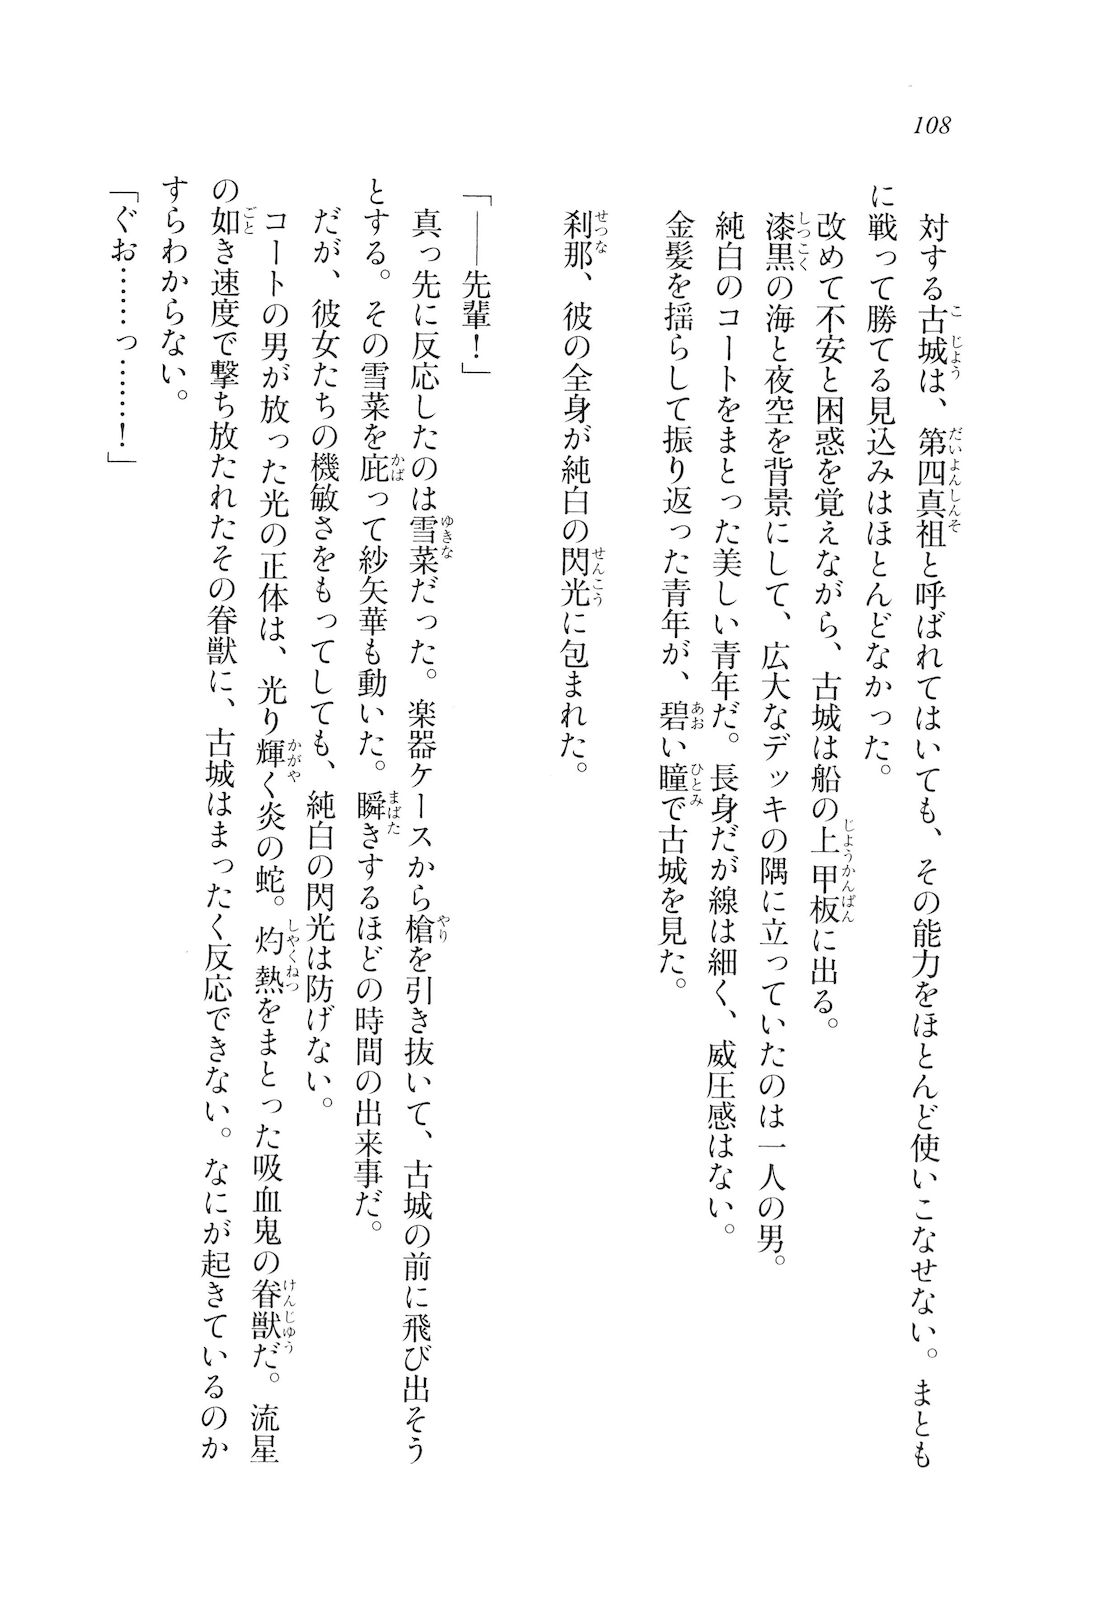 108
対する古城は、第四真祖と呼ばれてはいても、その能力をほとんど使いこなせない。まとも
に戦って勝てる見込みはほとんどなかった。
改めて不安と困惑を覚えながら、古城は船の上甲板に出る。
漆黒の海と夜空を背景にして、広大なデッキの隅に立っていたのは一人の男。
純白のコートをまとった美しい青年だ。長身だが線は細く、威圧感はない。
金髪を揺らして振り返った青年が、碧い瞳で古城を見た。
刹那、彼の全身が純白の閃光に包まれた。
「――先輩！」
真っ先に反応したのは雪菜だった。楽器ケースから槍を引き抜いて、古城の前に飛び出そう
とする。その雪菜を庇って紗矢華も動いた。瞬きするほどの時間の出来事だ。
だが、彼女たちの機敏さをもってしても、純白の閃光は防げない。
コートの男が放った光の正体は、光り輝く炎の蛇。灼熱をまとった吸血鬼の眷獣だ。流星
の如き速度で撃ち放たれたその眷獣に、古城はまったく反応できない。なにが起きているのか
すらわからない。
「ぐお……っ……！」